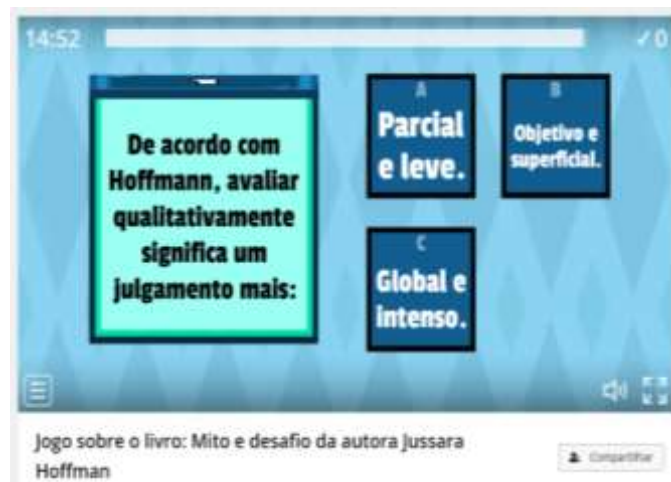 14:52
✓ 0
De acordo com
Hoffmann, avaliar
qualitativamente
significa um
julgamento mais:
A
Parcial
e leve.
B
Objetivo e
superficial.
C
Global e
intenso.
Jogo sobre o livro: Mito e desafio da autora Jussara
Hoffman
Compartilhar